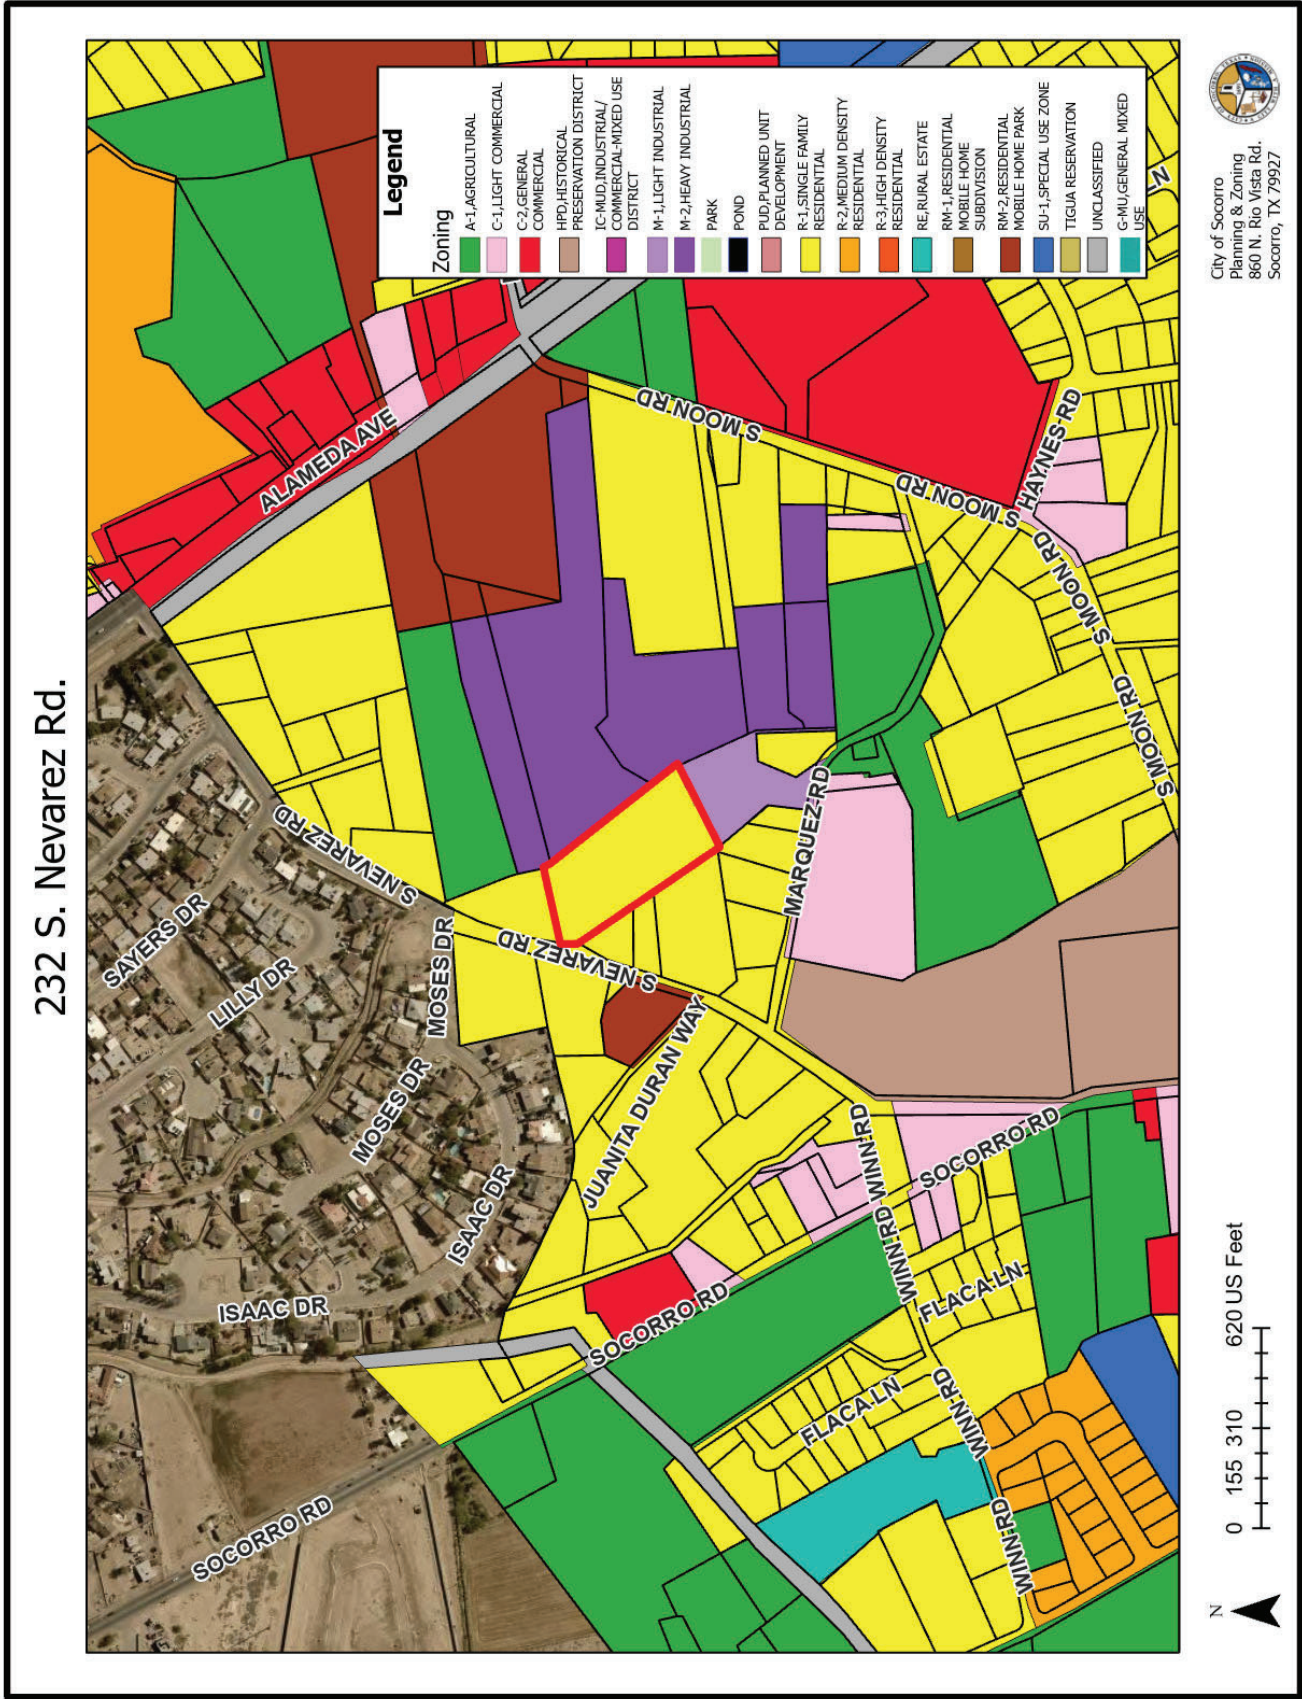 232 S. Nevarez Rd.
Legend
Zoning
A-1,AGRICULTURAL
C-1,LIGHT COMMERCIAL
C-2,GENERAL
COMMERCIAL
HPD,HISTORICAL
PRESERVATION DISTRICT
IC-MUD,INDUSTRIAL/
COMMERCIAL-MIXED USE
DISTRICT
M-1,LIGHT INDUSTRIAL
M-2,HEAVY INDUSTRIAL
PARK
POND
PUD,PLANNED UNIT
DEVELOPMENT
R-1,SINGLE FAMILY
RESIDENTIAL
R-2,MEDIUM DENSITY
RESIDENTIAL
R-3,HIGH DENSITY
RESIDENTIAL
RE,RURAL ESTATE
RM-1,RESIDENTIAL
MOBILE HOME
SUBDIVISION
RM-2,RESIDENTIAL
MOBILE HOME PARK
SU-1,SPECIAL USE ZONE
TIGUA RESERVATION
UNCLASSIFIED
G-MU,GENERAL MIXED
USE
SAYERS DR
LILLY DR
MOSES DR
MOSES DR
ISAAC DR
ISAAC DR
SOCORRO RD
S NEVAREZ RD
S NEVAREZ RD
ALAMEDA AVE
JUANITA DURAN WAY
SOCORRO RD
SOCORRO RD
S MOON RD
S MOON RD
S MOON RD
S MOON RD
HAYNES RD
MARQUEZ RD
WINN RD
WINN RD
WINN RD
WINN RD
FLACA LN
FLACA LN
N
N
0 155 310 620 US Feet
City of Socorro
Planning & Zoning
860 N. Rio Vista Rd.
Socorro, TX 79927